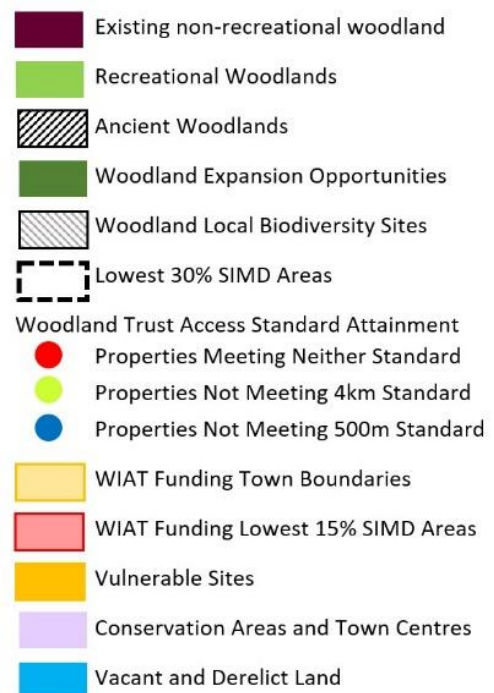 Existing non-recreational woodland
Recreational Woodlands
Ancient Woodlands
Woodland Expansion Opportunities
Woodland Local Biodiversity Sites
Lowest 30% SIMD Areas
Woodland Trust Access Standard Attainment
Properties Meeting Neither Standard
Properties Not Meeting 4km Standard
Properties Not Meeting 500m Standard
WIAT Funding Town Boundaries
WIAT Funding Lowest 15% SIMD Areas
Vulnerable Sites
Conservation Areas and Town Centres
Vacant and Derelict Land